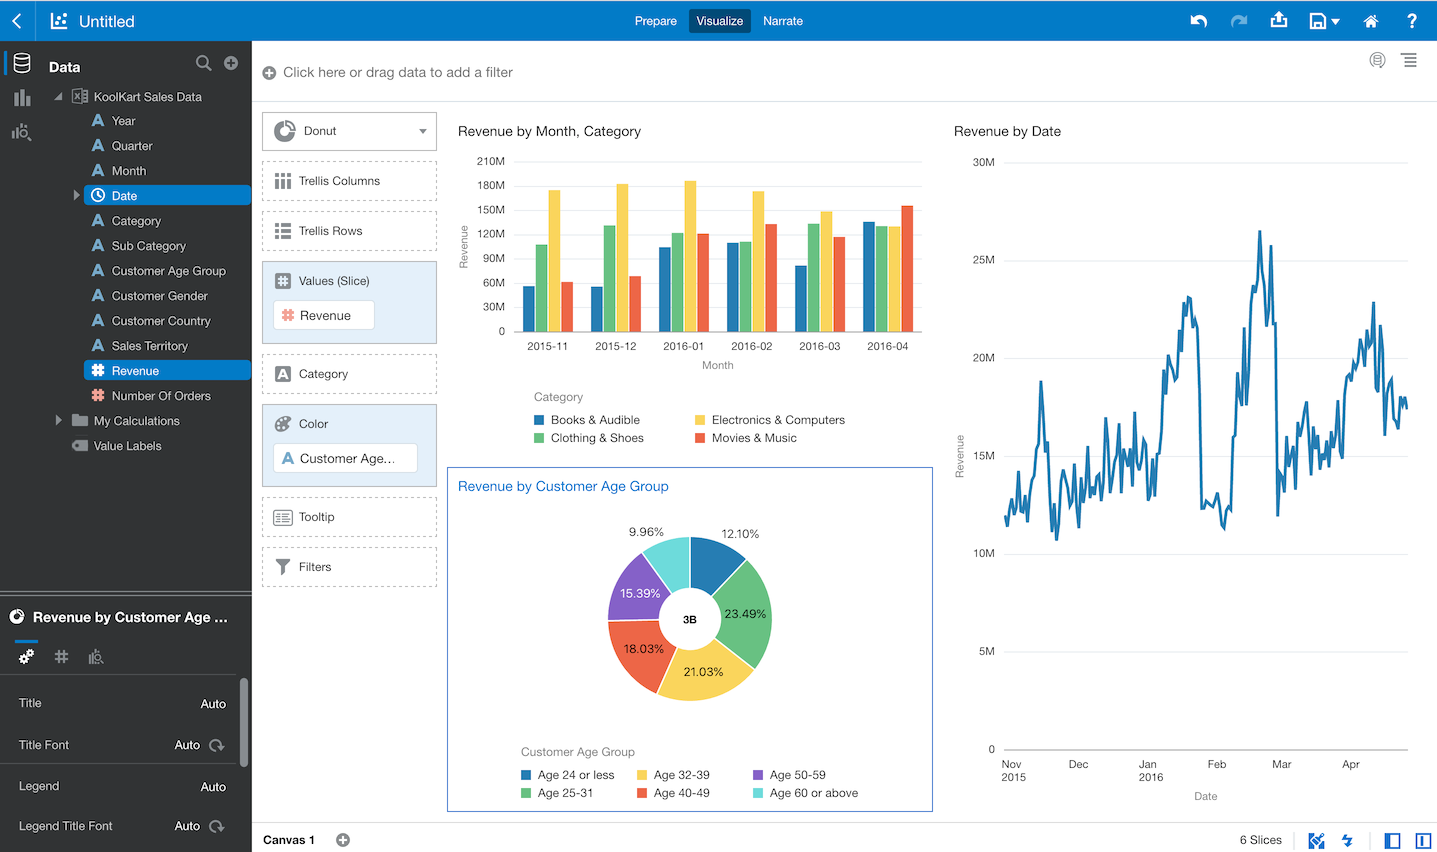 Untitled
Prepare
Visualize
Narrate
?
Data
KoolKart Sales Data
A Year
A Quarter
A Month
Date
A Category
A Sub Category
A Customer Age Group
A Customer Gender
A Customer Country
A Sales Territory
# Revenue
# Number Of Orders
My Calculations
Value Labels
Revenue by Customer Age ...
#
Title Auto
Title Font Auto
Legend Auto
Legend Title Font Auto
Click here or drag data to add a filter
Donut
Trellis Columns
Trellis Rows
# Values (Slice)
# Revenue
A Category
Color
A Customer Age...
Tooltip
Filters
Revenue by Month, Category
210M
180M
150M
120M
90M
60M
30M
0
Revenue
2015-11 2015-12 2016-01 2016-02 2016-03 2016-04
Month
Category
Books & Audible Electronics & Computers
Clothing & Shoes Movies & Music
Revenue by Customer Age Group
9.96% 12.10%
15.39% 23.49%
3B
18.03% 21.03%
Customer Age Group
Age 24 or less Age 32-39 Age 50-59
Age 25-31 Age 40-49 Age 60 or above
Revenue by Date
30M
25M
20M
15M
10M
5M
0
Revenue
Nov Dec Jan Feb Mar Apr
2015 2016
Date
Canvas 1
6 Slices